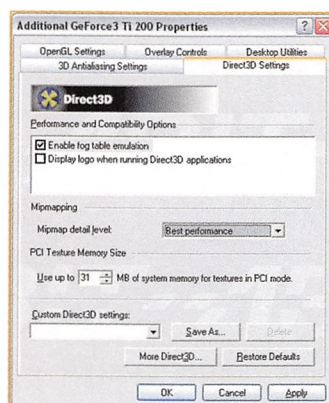 Additional GeForce3 Ti 200 Properties
OpenGL Settings Overlay Controls Desktop Utilities
3D Antialiasing Settings Direct3D Settings
Direct3D
Performance and Compatibility Options
Enable fog table emulation
Display logo when running Direct3D applications
Mipmapping
Mipmap detail level: Best performance
PCI Texture Memory Size
Use up to 31 MB of system memory for textures in PCI mode.
Custom Direct3D settings:
Save As... Delete
More Direct3D... Restore Defaults
OK Cancel Apply